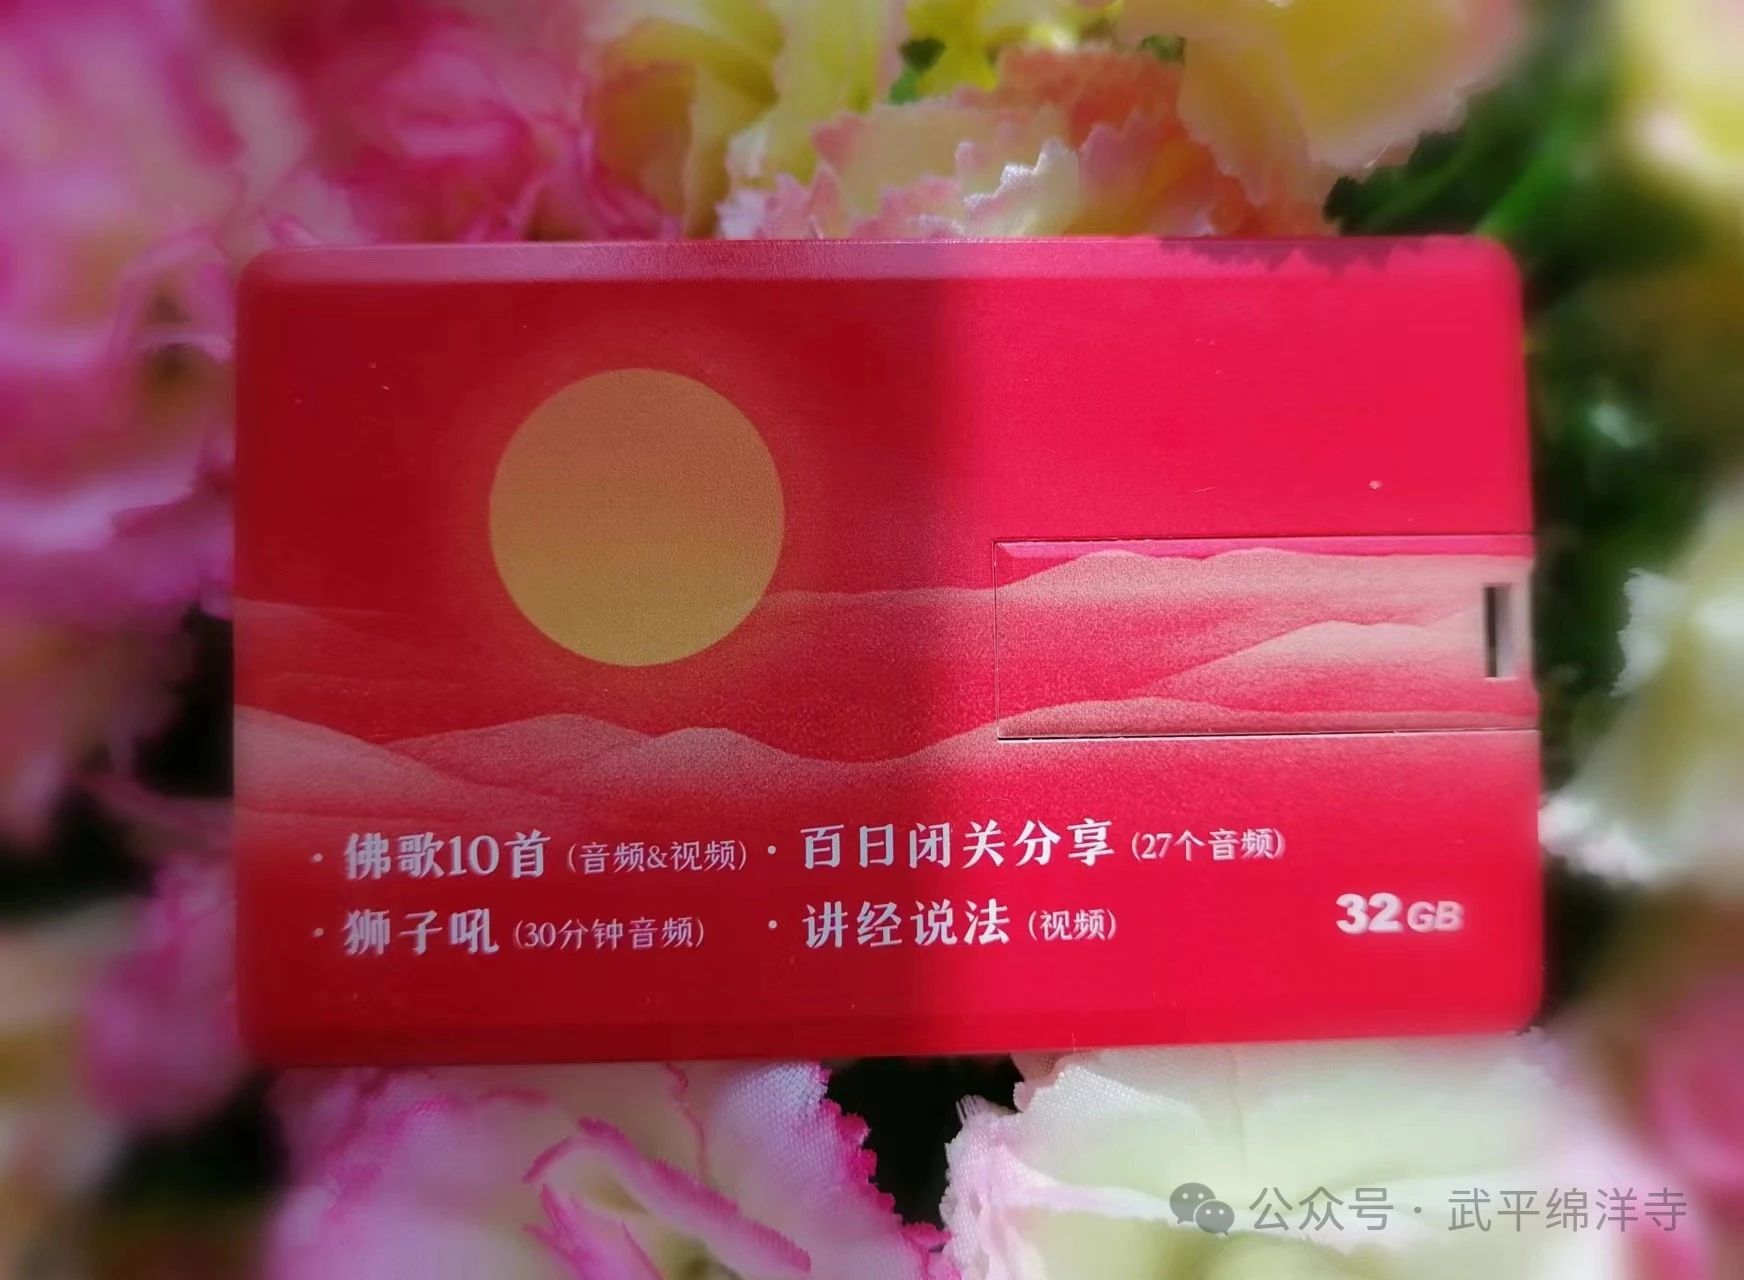 · 佛歌10首 (音频&视频) · 百日闭关分享 (27个音频)
· 狮子吼 (30分钟音频) · 讲经说法 (视频)
32GB
公众号 · 武平绵洋寺